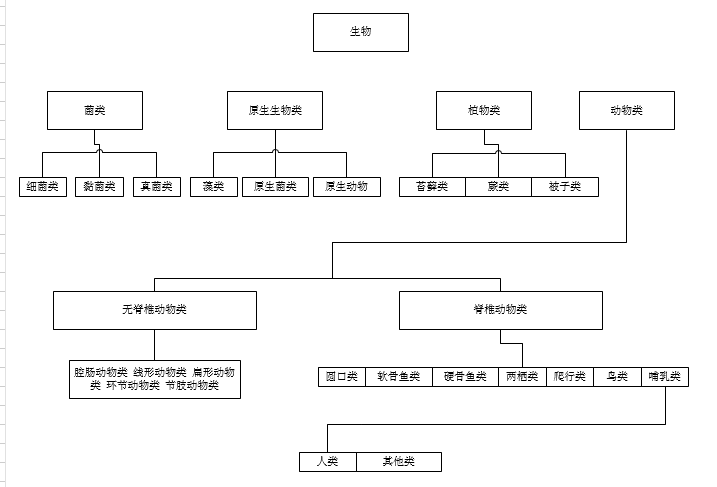 生物
菌类
原生生物类
植物类
动物类
细菌类
黏菌类
真菌类
藻类
原生菌类
原生动物
苔藓类
蕨类
被子类
无脊椎动物类
脊椎动物类
腔肠动物类 线形动物类 扁形动物
类 环节动物类 节肢动物类
圆口类
软骨鱼类
硬骨鱼类
两栖类
爬行类
鸟类
哺乳类
人类
其他类